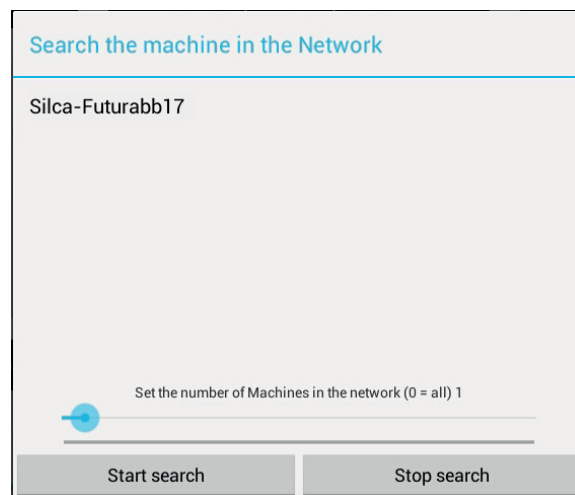 Search the machine in the Network
Silca-Futurabb17
Set the number of Machines in the network (0 = all) 1
Start search
Stop search